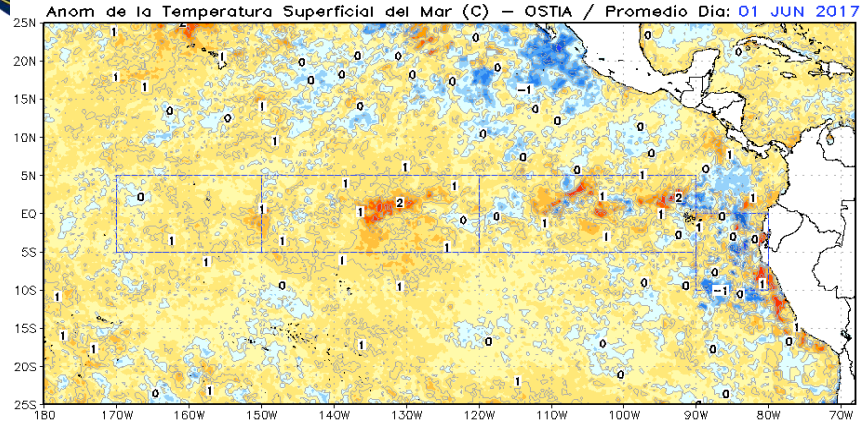 Anom de la Temperatura Superficial del Mar (C) – OSTIA / Promedio Dia: 01 JUN 2017
25N
20N
15N
10N
5N
EQ
5S
10S
15S
20S
25S
180 170W 160W 150W 140W 130W 120W 110W 100W 90W 80W 70W